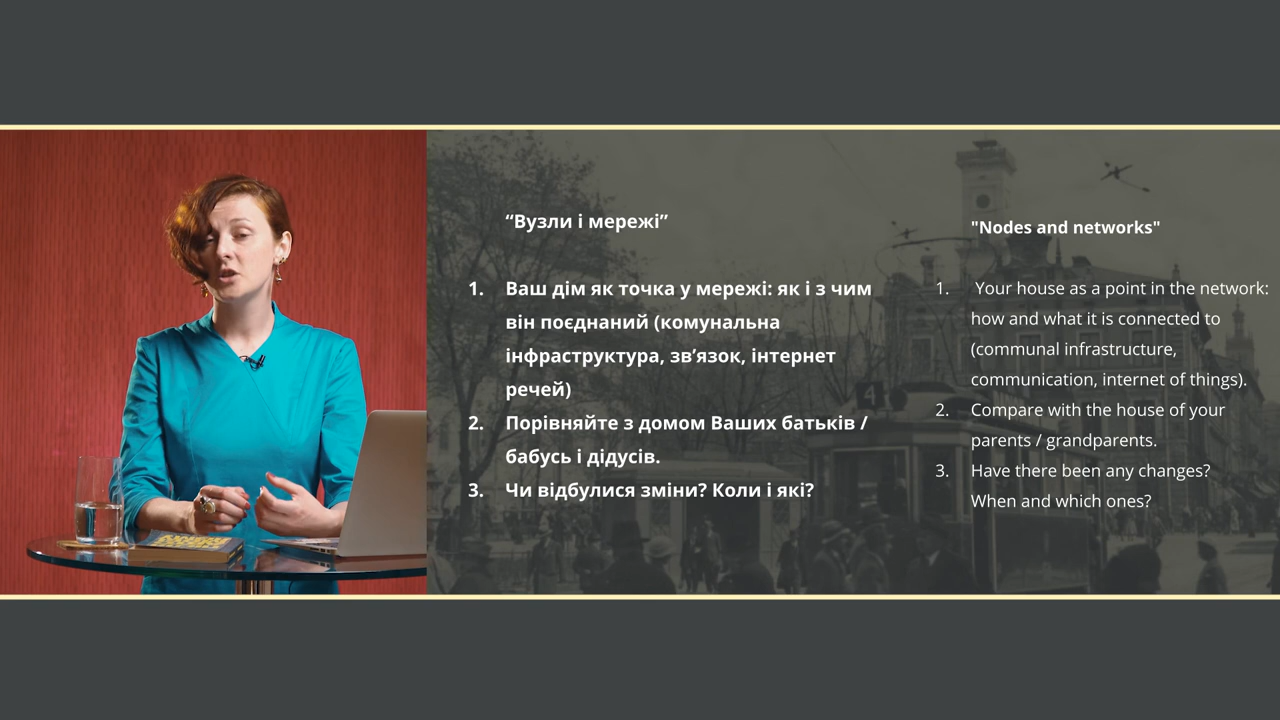 “Вузли і мережі”
1. Ваш дім як точка у мережі: як і з чим
він поєднаний (комунальна
інфраструктура, зв’язок, інтернет
речей)
2. Порівняйте з домом Ваших батьків /
бабусь і дідусів.
3. Чи відбулися зміни? Коли і які?
"Nodes and networks"
1. Your house as a point in the network:
how and what it is connected to
(communal infrastructure,
communication, internet of things).
2. Compare with the house of your
parents / grandparents.
3. Have there been any changes?
When and which ones?
4